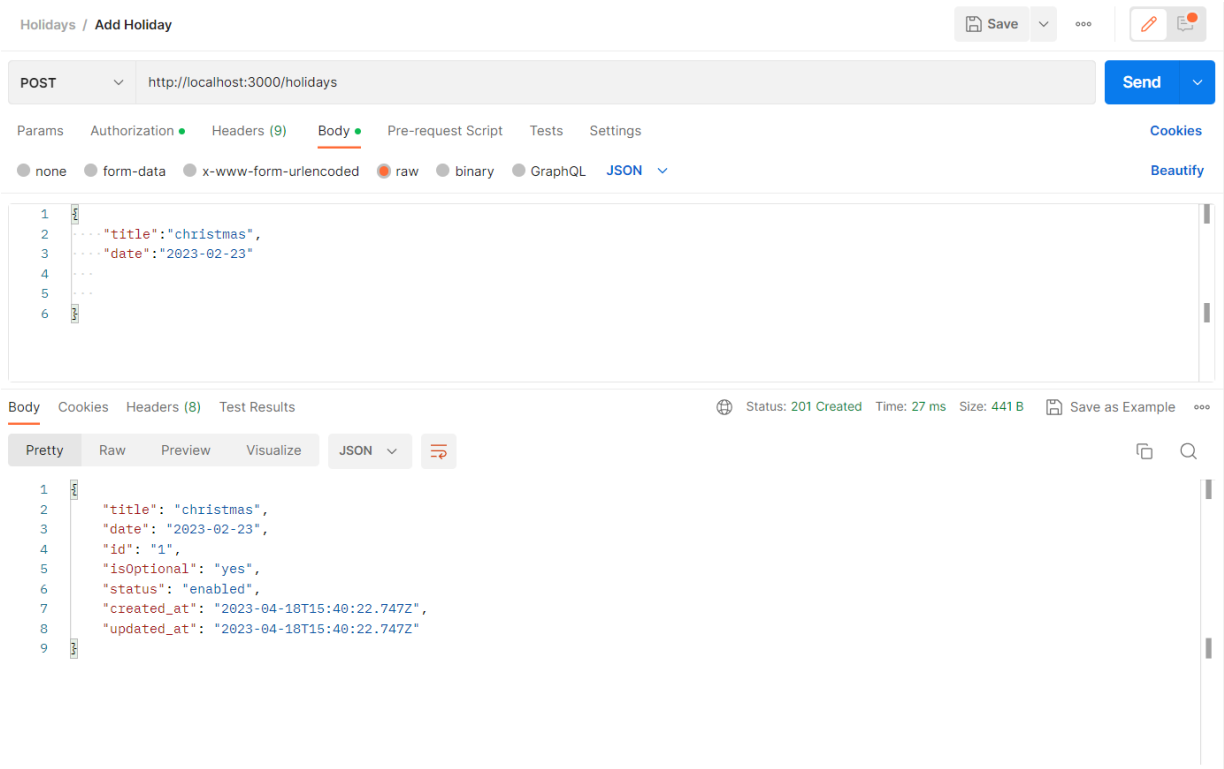 Holidays / Add Holiday
Save
POST
http://localhost:3000/holidays
Send
Params Authorization Headers (9) Body Pre-request Script Tests Settings Cookies
none form-data x-www-form-urlencoded raw binary GraphQL JSON Beautify
1 {
2 "title":"christmas",
3 "date":"2023-02-23"
4
5
6 }
Body Cookies Headers (8) Test Results Status: 201 Created Time: 27 ms Size: 441 B Save as Example
Pretty Raw Preview Visualize JSON
1 {
2 "title": "christmas",
3 "date": "2023-02-23",
4 "id": "1",
5 "isOptional": "yes",
6 "status": "enabled",
7 "created_at": "2023-04-18T15:40:22.747Z",
8 "updated_at": "2023-04-18T15:40:22.747Z"
9 }